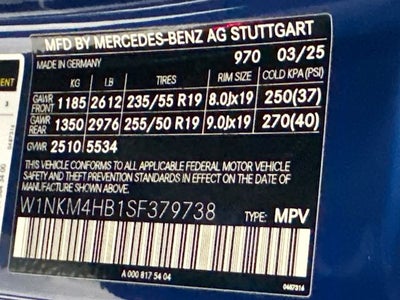 MFD BY MERCEDES-BENZ AG STUTTGART
970 03/25
MADE IN GERMANY
KG LB TIRES RIM SIZE COLD KPA (PSI)
GAWR FRONT 1185 2612 235/55 R19 8.0Jx19 250(37)
GAWR REAR 1350 2976 255/50 R19 9.0Jx19 270(40)
GVWR 2510 5534
THIS VEHICLE CONFORMS TO ALL APPLICABLE FEDERAL MOTOR VEHICLE
SAFETY AND THEFT PREVENTION STANDARDS IN EFFECT ON THE
DATE OF MANUFACTURE SHOWN ABOVE.
W1NKM4HB1SF379738 TYPE: MPV
A 000 817 54 04
0487316
3